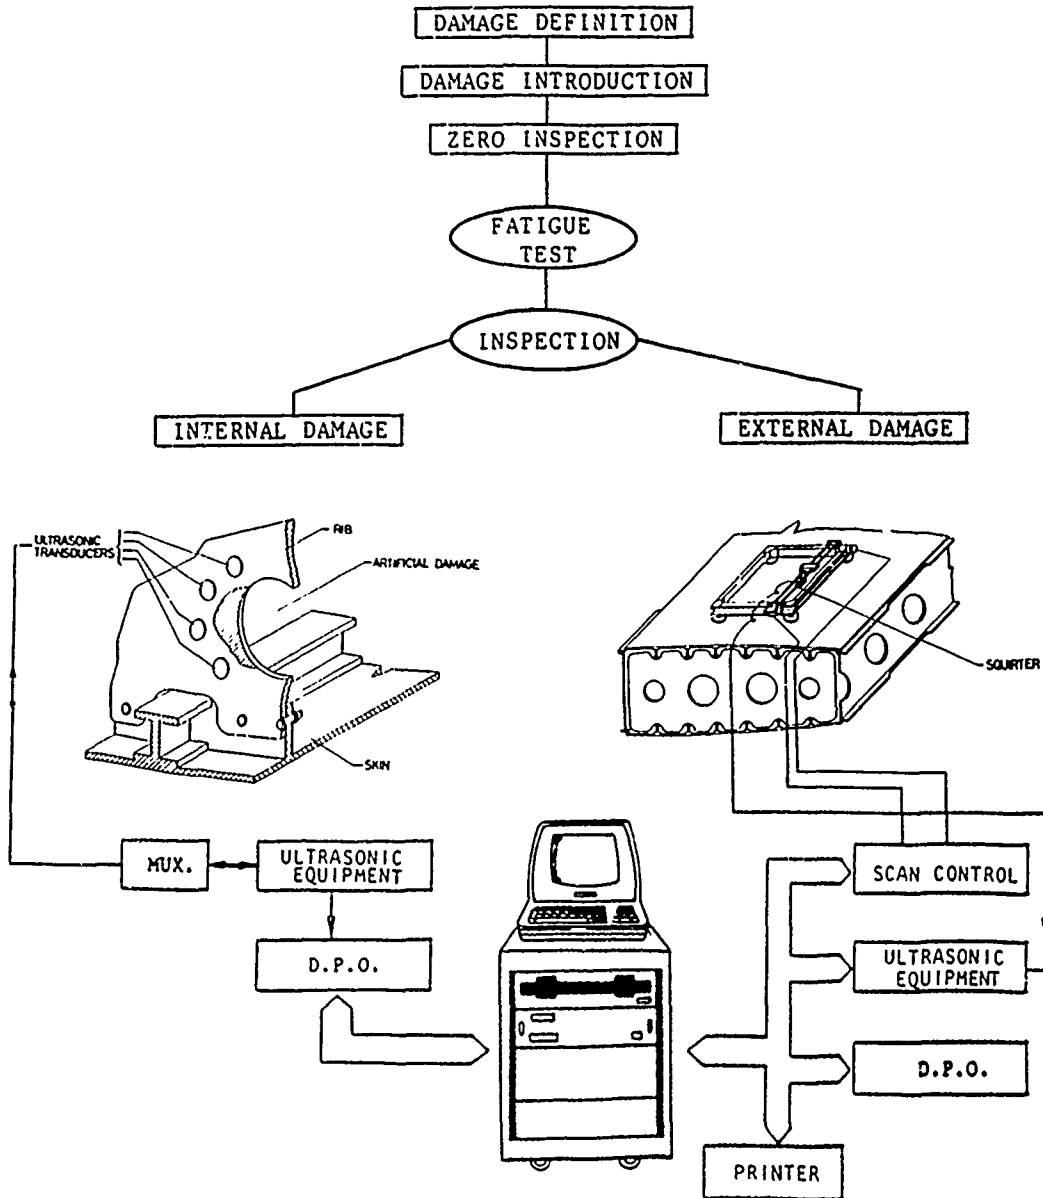 DAMAGE DEFINITION
DAMAGE INTRODUCTION
ZERO INSPECTION
FATIGUE
TEST
INSPECTION
INTERNAL DAMAGE
EXTERNAL DAMAGE
ULTRASONIC
TRANSDUCERS
RIB
ARTIFICIAL DAMAGE
SKIN
SQUIRTER
MUX.
ULTRASONIC
EQUIPMENT
D.P.O.
SCAN CONTROL
ULTRASONIC
EQUIPMENT
D.P.O.
PRINTER